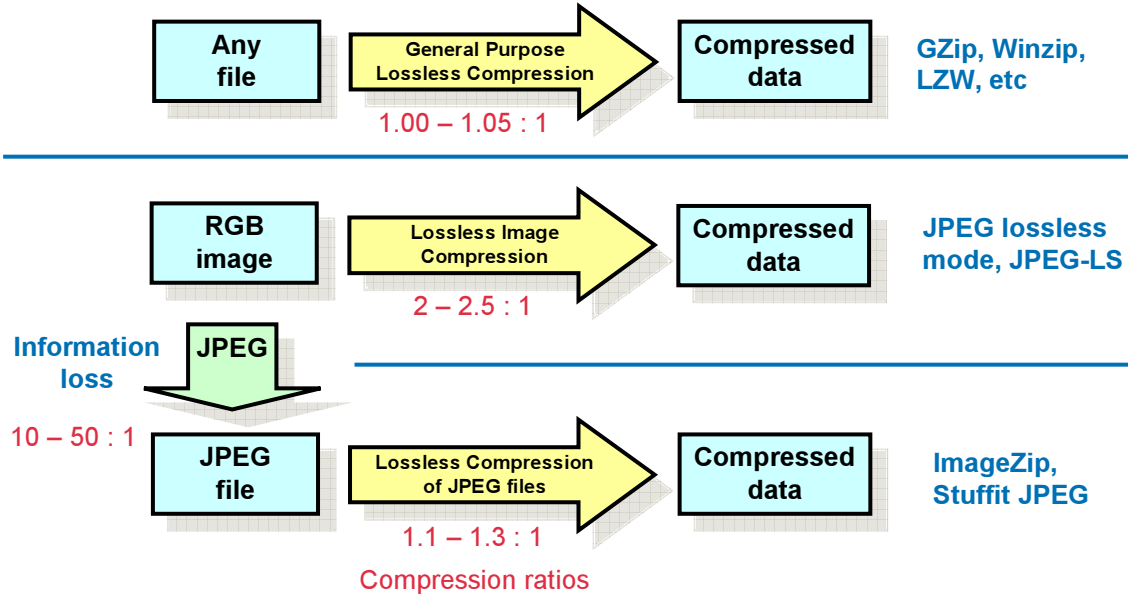 Any
file
General Purpose
Lossless Compression
1.00 – 1.05 : 1
Compressed
data
GZip, Winzip,
LZW, etc
RGB
image
Lossless Image
Compression
2 – 2.5 : 1
Compressed
data
JPEG lossless
mode, JPEG-LS
Information
loss
JPEG
10 – 50 : 1
JPEG
file
Lossless Compression
of JPEG files
1.1 – 1.3 : 1
Compression ratios
Compressed
data
ImageZip,
Stuffit JPEG